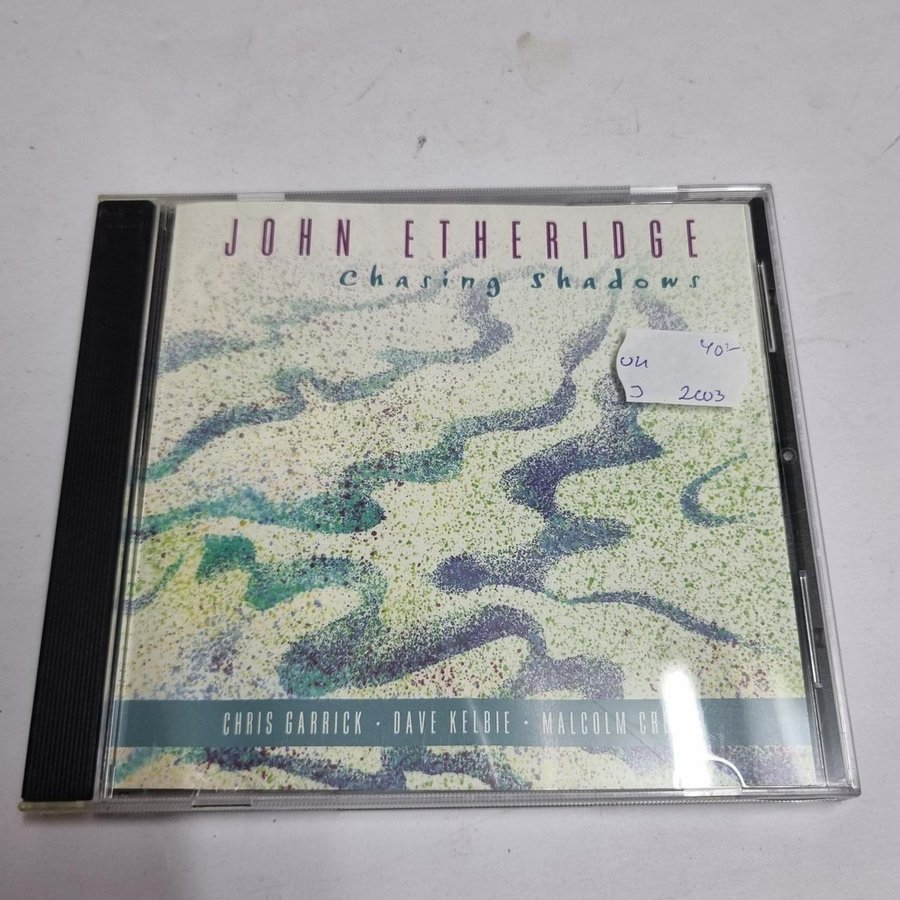 JOHN ETHERIDGE
Chasing Shadows
40:-
J 2003
CHRIS GARRICK · DAVE KELBIE · MALCOLM